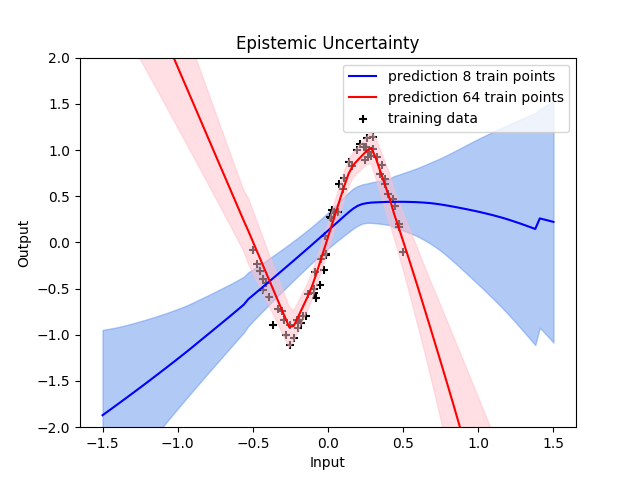 Epistemic Uncertainty
prediction 8 train points
prediction 64 train points
training data
Output
2.0
1.5
1.0
0.5
0.0
−0.5
−1.0
−1.5
−2.0
−1.5 −1.0 −0.5 0.0 0.5 1.0 1.5
Input